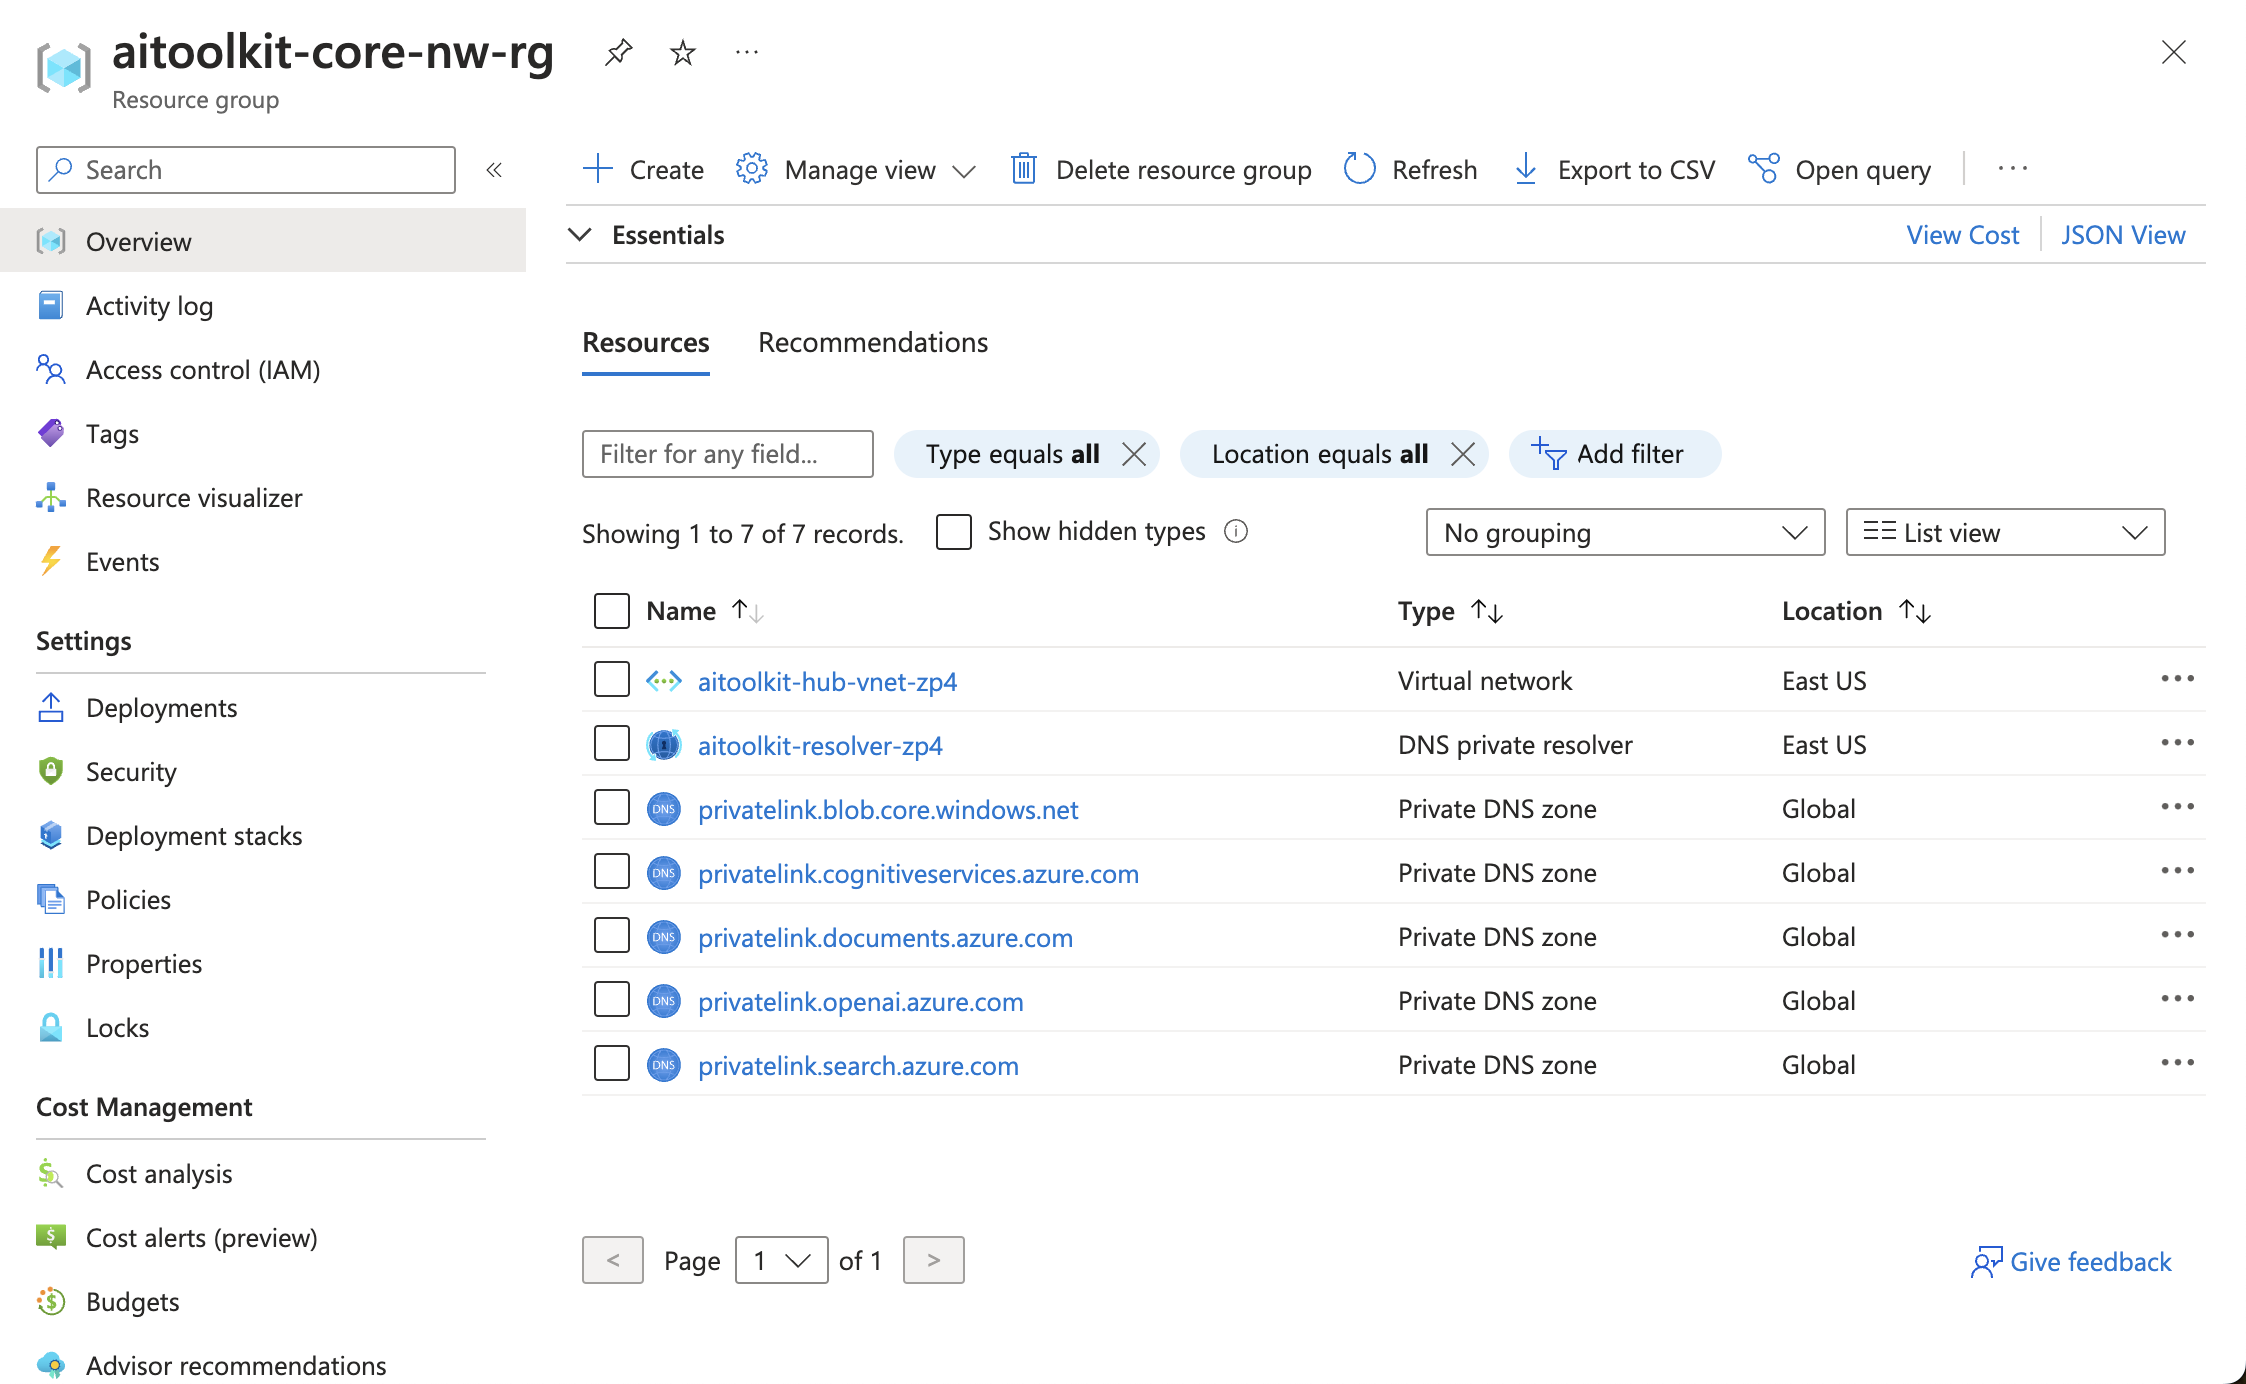 aitoolkit-core-nw-rg
Resource group
Search
Overview
Activity log
Access control (IAM)
Tags
Resource visualizer
Events
Settings
Deployments
Security
Deployment stacks
Policies
Properties
Locks
Cost Management
Cost analysis
Cost alerts (preview)
Budgets
Advisor recommendations
Create Manage view Delete resource group Refresh Export to CSV Open query
Essentials View Cost JSON View
Resources Recommendations
Filter for any field... Type equals all Location equals all Add filter
Showing 1 to 7 of 7 records. Show hidden types No grouping List view
Name Type Location
aitoolkit-hub-vnet-zp4 Virtual network East US
aitoolkit-resolver-zp4 DNS private resolver East US
DNS privatelink.blob.core.windows.net Private DNS zone Global
DNS privatelink.cognitiveservices.azure.com Private DNS zone Global
DNS privatelink.documents.azure.com Private DNS zone Global
DNS privatelink.openai.azure.com Private DNS zone Global
DNS privatelink.search.azure.com Private DNS zone Global
< Page 1 of 1 > Give feedback